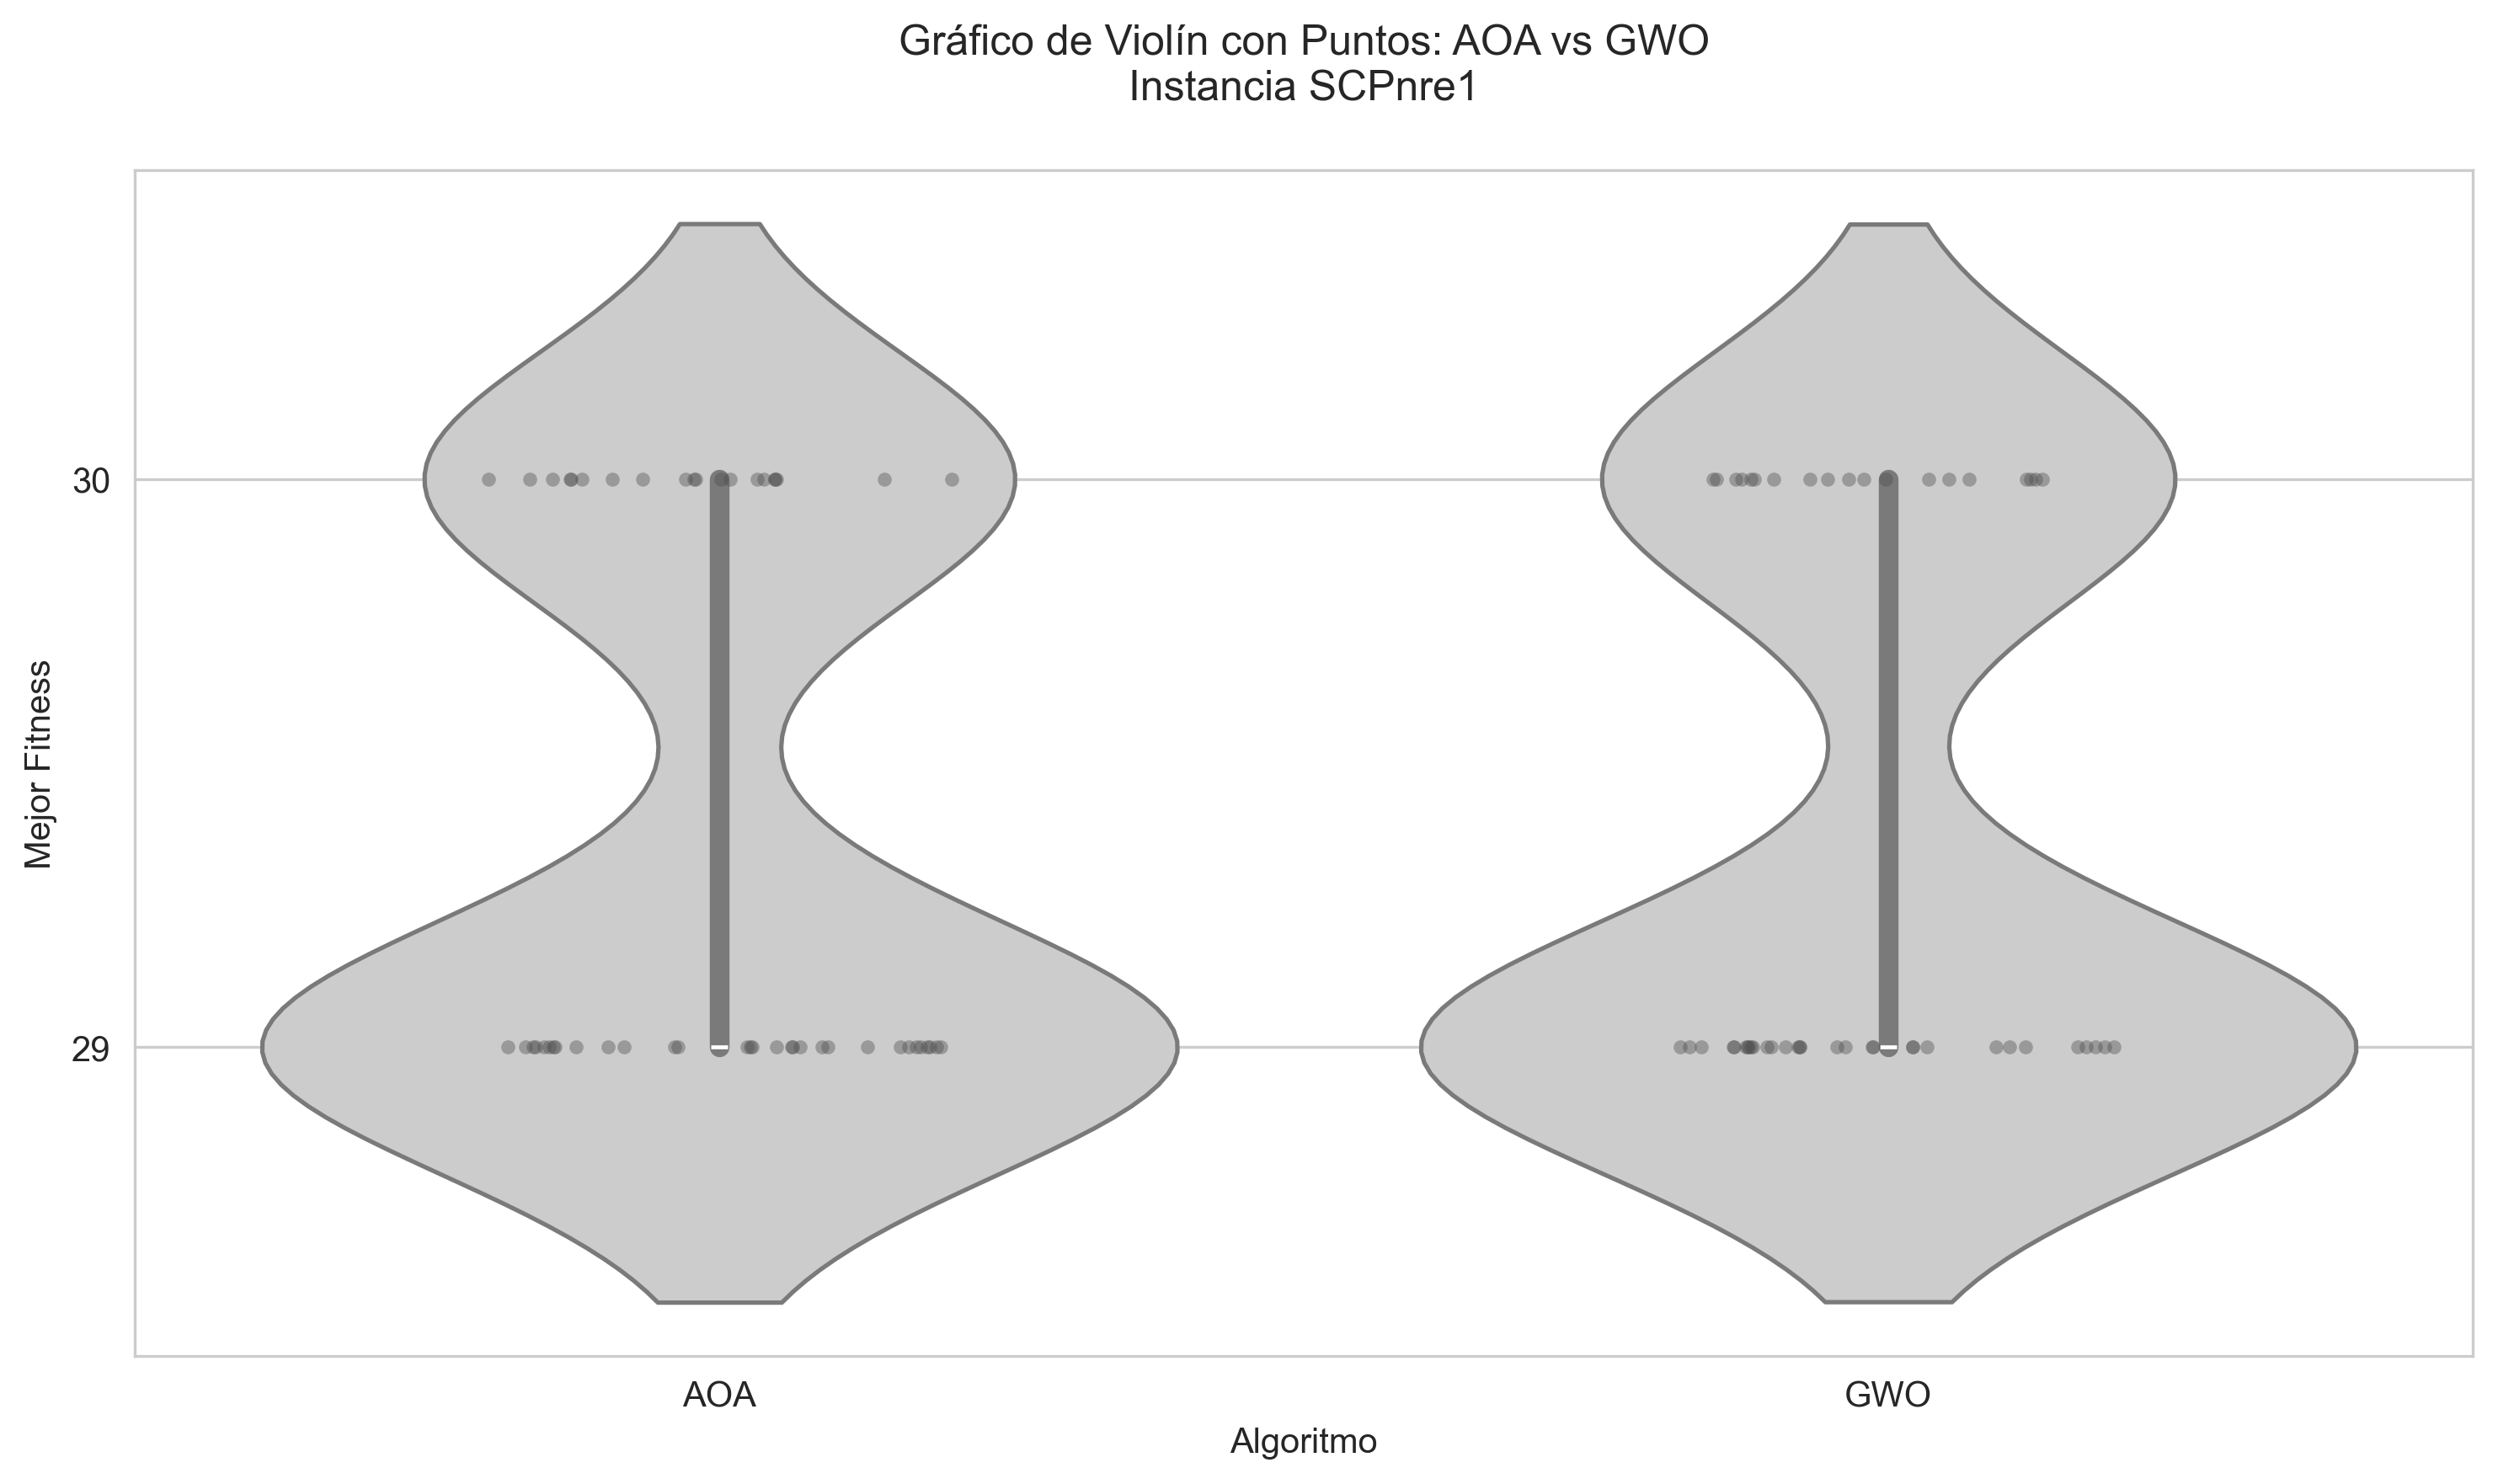 Gráfico de Violín con Puntos: AOA vs GWO
Instancia SCPnre1
30
29
Mejor Fitness
AOA
GWO
Algoritmo